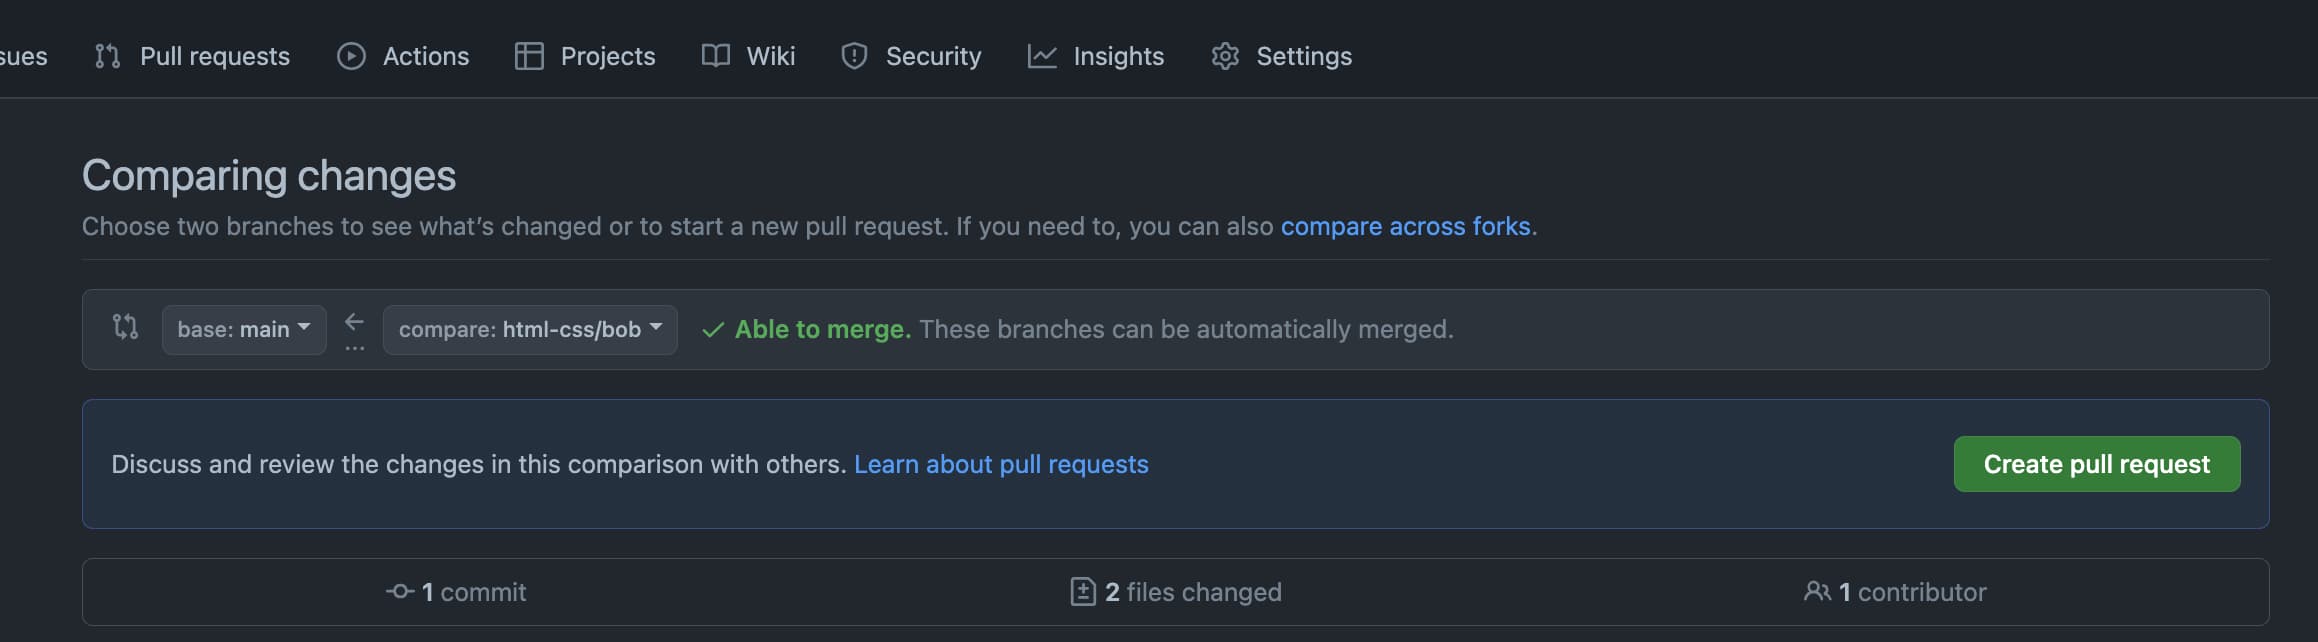 sues Pull requests Actions Projects Wiki Security Insights Settings
Comparing changes
Choose two branches to see what’s changed or to start a new pull request. If you need to, you can also compare across forks.
base: main ... compare: html-css/bob Able to merge. These branches can be automatically merged.
Discuss and review the changes in this comparison with others. Learn about pull requests Create pull request
1 commit 2 files changed 1 contributor